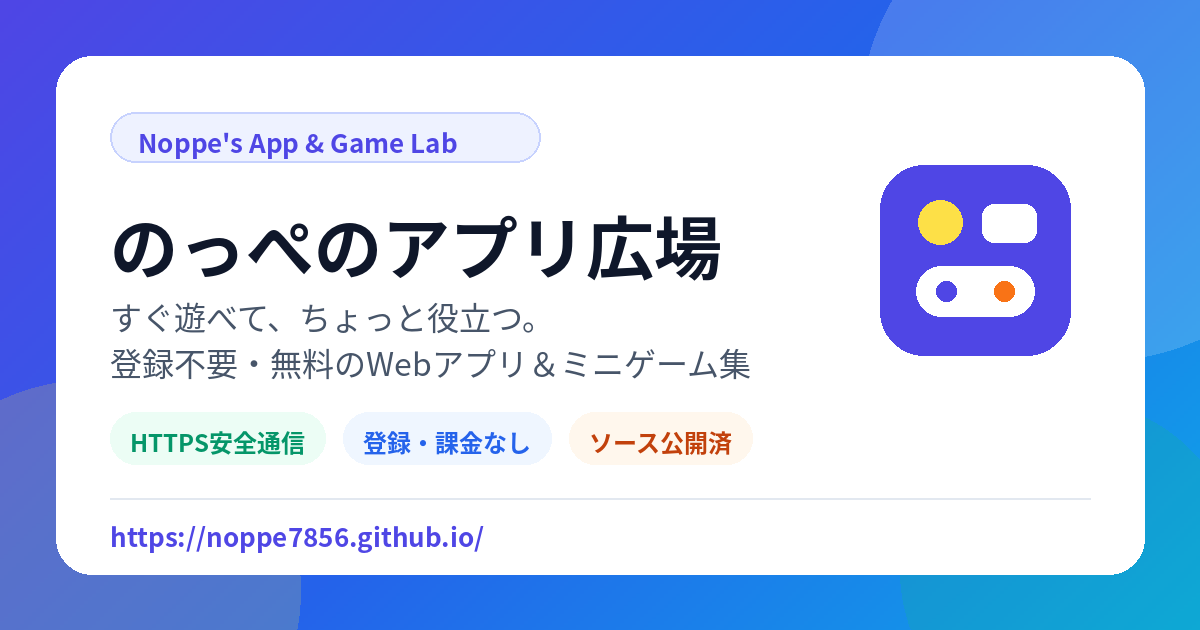 Noppe's App & Game Lab
のっぺのアプリ広場
すぐ遊べて、ちょっと役立つ。
登録不要・無料のWebアプリ＆ミニゲーム集
HTTPS安全通信 登録・課金なし ソース公開済
https://noppe7856.github.io/